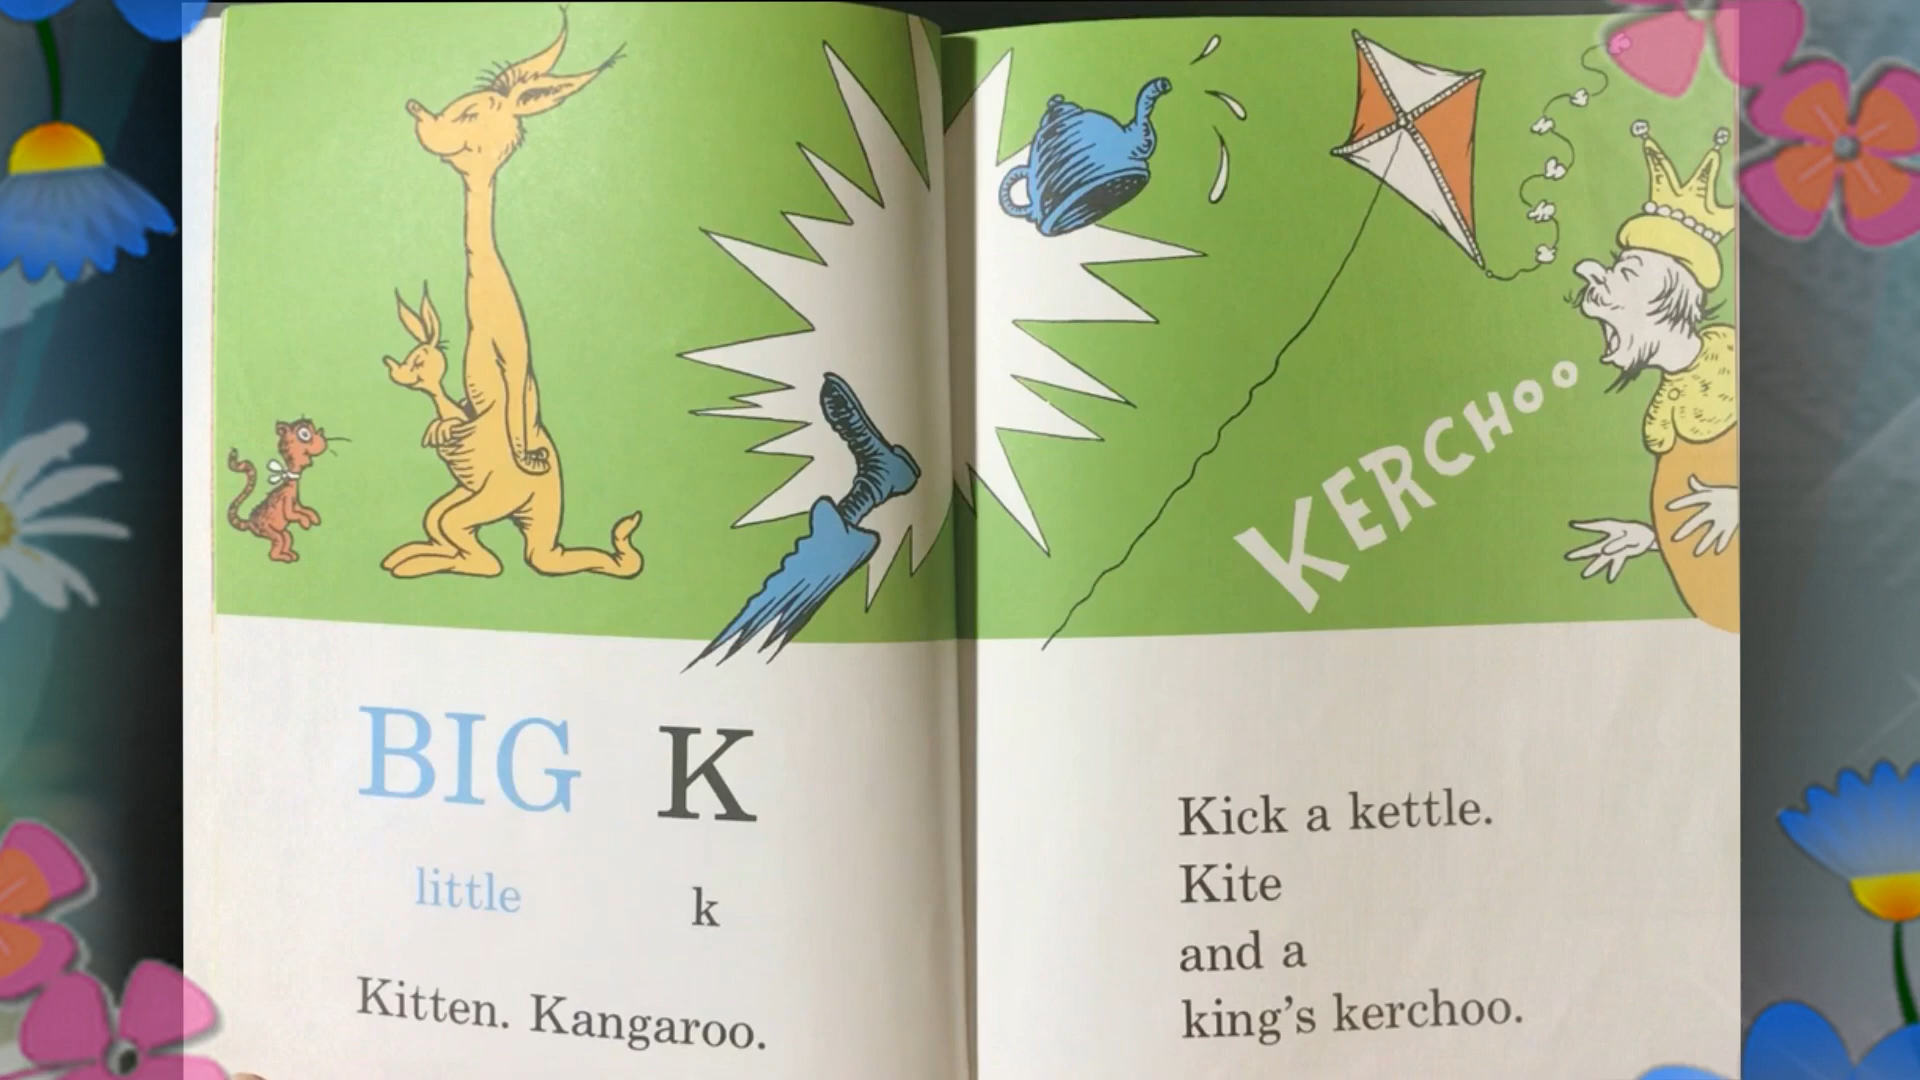 KERCHOO
BIG K
little k
Kitten. Kangaroo.
Kick a kettle.
Kite
and a
king's kerchoo.